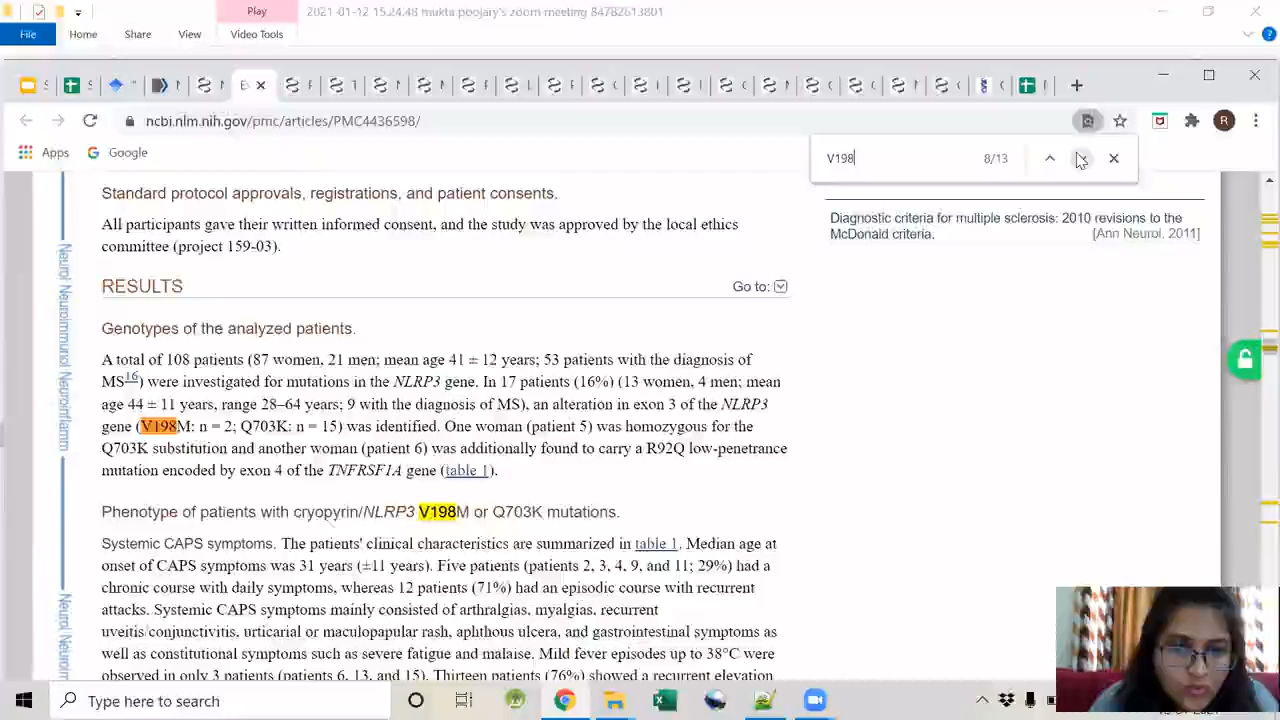 Play
2021-01-12 15.24.48 mukta poojary's zoom meeting 84782613801
File
Home
Share
View
Video Tools
ncbi.nlm.nih.gov/pmc/articles/PMC4436598/
R
Apps
Google
V198
8/13
Standard protocol approvals, registrations, and patient consents.
All participants gave their written informed consent, and the study was approved by the local ethics
committee (project 159-03).
Diagnostic criteria for multiple sclerosis: 2010 revisions to the
McDonald criteria.
[Ann Neurol. 2011]
RESULTS
Go to:
Genotypes of the analyzed patients.
A total of 108 patients (87 women, men; mean age 41 ± years; 53 patients with the diagnosis of
MS16 were investigated for mutations in the NLRP3 gene. In 17 patients (16%) (13 women, 4 men; mean
age 44 ± 11 years, range 28–64 years; 9 with the diagnosis of MS), an alteration in exon of the
gene (V198M: n Q703K: n was identified. One woman (patient 5) was homozygous for the
Q703K substitution and another woman (patient 6) was additionally found to carry a R92Q low-penetrance
mutation encoded by exon 4 of the TNFRSF1A gene (table 1).
Phenotype of patients with cryopyrin/NLRP3 V198M or Q703K mutations.
Systemic CAPS symptoms. The patients' clinical characteristics are summarized in table 1. Median age at
onset of CAPS symptoms was 31 years (±11 years). Five patients (patients 2, 3, 4, 9, and 11; 29%) had a
chronic course with daily symptoms, whereas 12 patients (71%) had an episodic course with recurrent
attacks. Systemic CAPS symptoms mainly consisted of arthralgias, myalgias, recurrent
uveitis/conjunctivitis, urticarial or maculopapular rash, aphthous ulcera, and gastrointestinal symptoms as
well as constitutional symptoms such as severe fatigue and malaise. Mild fever episodes up to 38°C were
observed in only 3 patients (patients and 15). Thirteen patients (76%) showed a recurrent elevation
Neurol Neuroimmunol Neuroinflamm
Neurol Neuroim
Type here to search